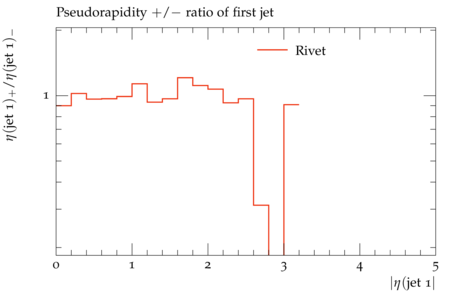 Pseudorapidity +/− ratio of first jet
η(jet 1)₊/η(jet 1)₋
Rivet
1
0 1 2 3 4 5
|η(jet 1|